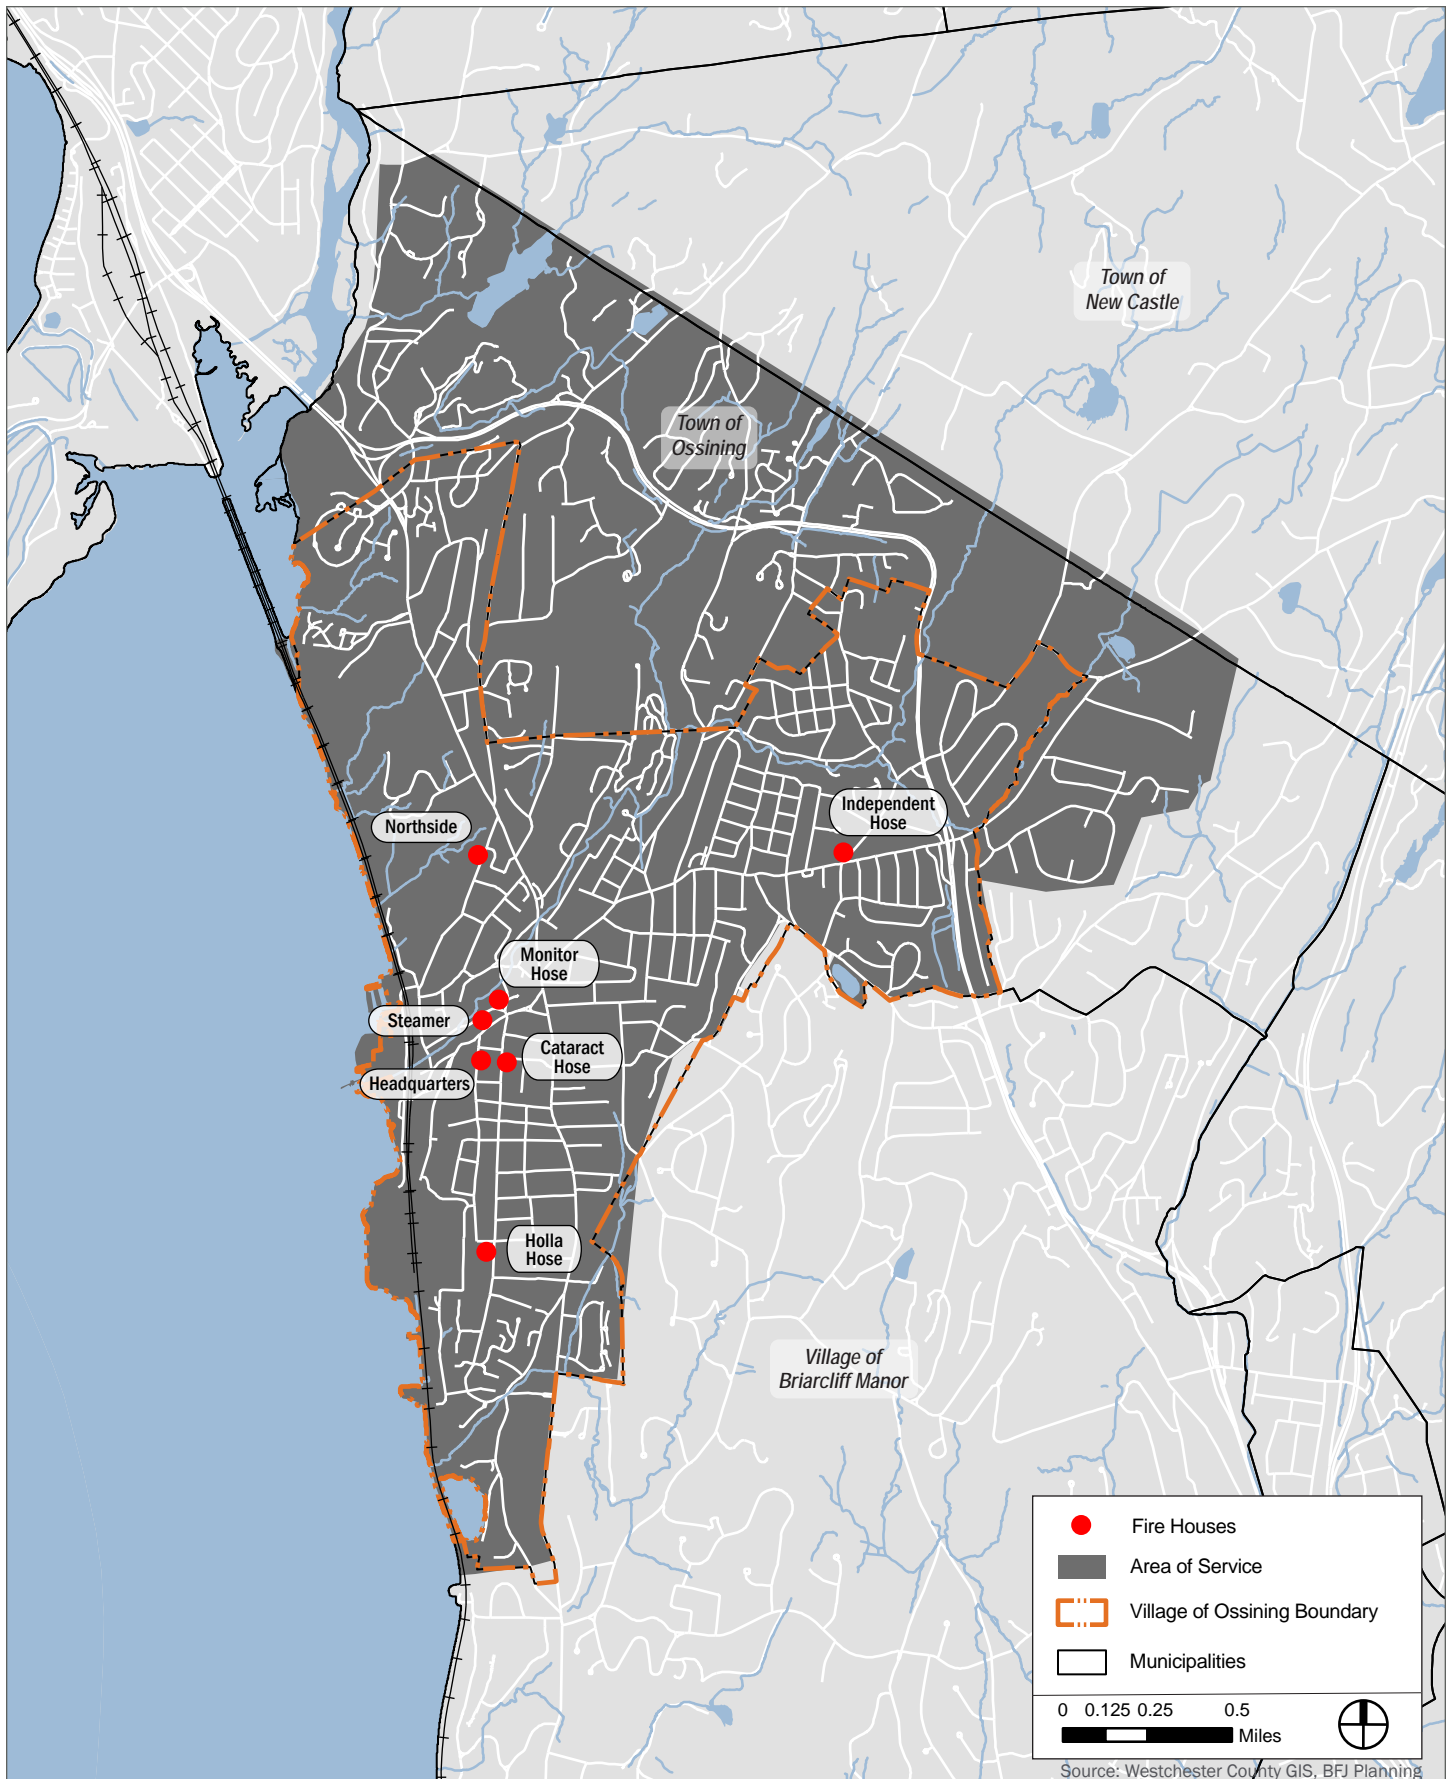 Town of
New Castle
Town of
Ossining
Independent
Hose
Northside
Monitor
Hose
Steamer
Cataract
Hose
Headquarters
Holla
Hose
Village of
Briarcliff Manor
Fire Houses
Area of Service
Village of Ossining Boundary
Municipalities
0 0.125 0.25 0.5
Miles
Source: Westchester County GIS, BFJ Planning